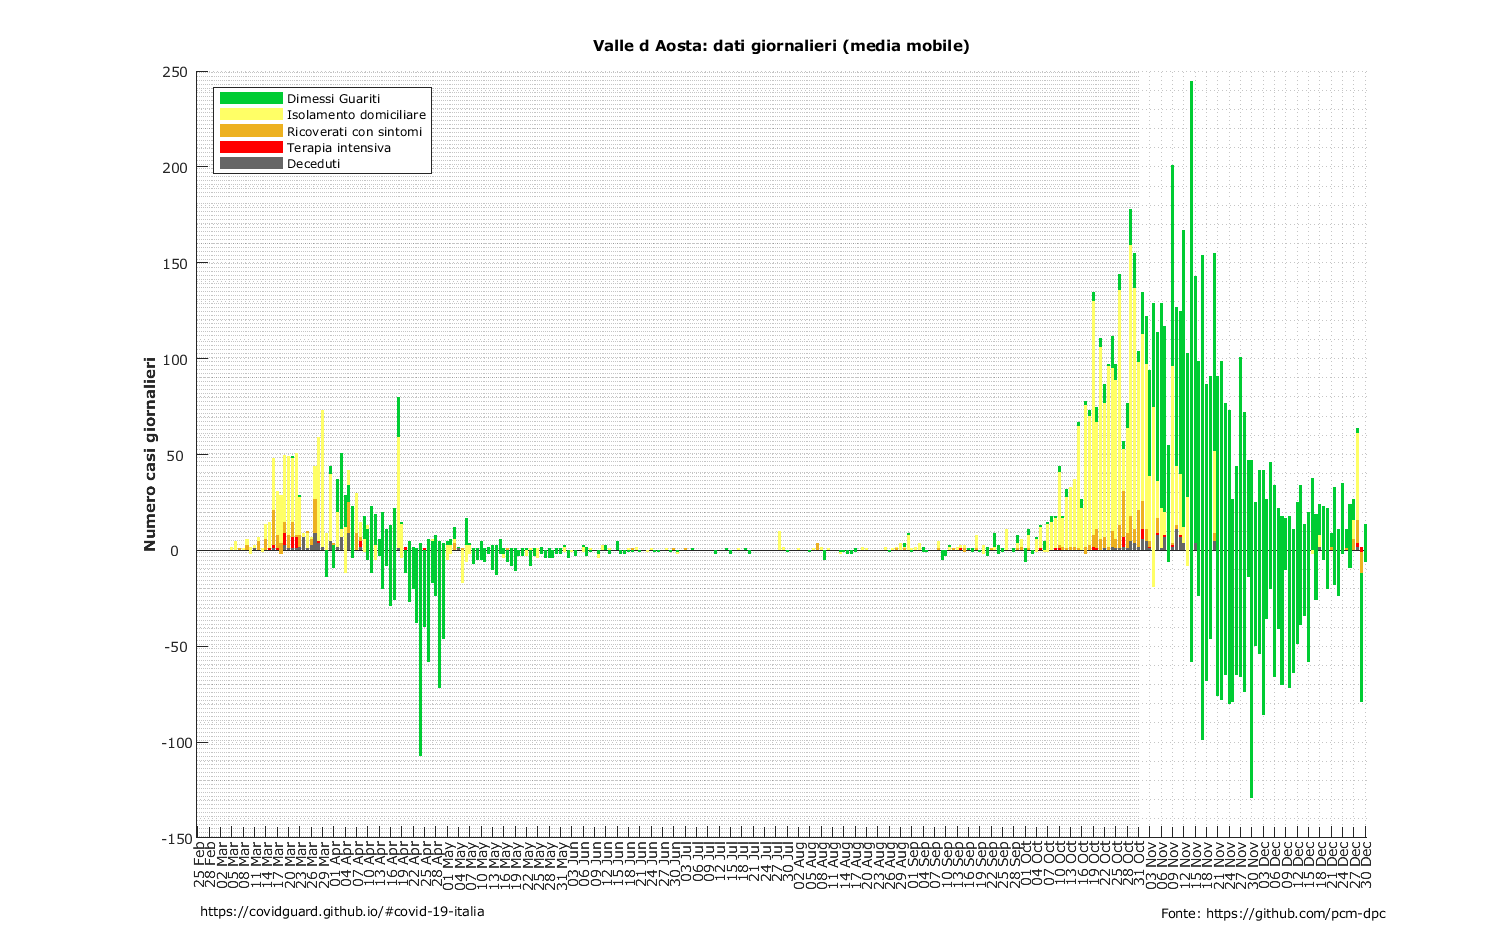 Valle d Aosta: dati giornalieri (media mobile)
250
200
150
100
50
0
-50
-100
-150
Numero casi giornalieri
Dimessi Guariti
Isolamento domiciliare
Ricoverati con sintomi
Terapia intensiva
Deceduti
25 Feb
28 Feb
02 Mar
05 Mar
08 Mar
11 Mar
14 Mar
17 Mar
20 Mar
23 Mar
26 Mar
29 Mar
01 Apr
04 Apr
07 Apr
10 Apr
13 Apr
16 Apr
19 Apr
22 Apr
25 Apr
28 Apr
01 May
04 May
07 May
10 May
13 May
16 May
19 May
22 May
25 May
28 May
31 May
03 Jun
06 Jun
09 Jun
12 Jun
15 Jun
18 Jun
21 Jun
24 Jun
27 Jun
30 Jun
03 Jul
06 Jul
09 Jul
12 Jul
15 Jul
18 Jul
21 Jul
24 Jul
27 Jul
30 Jul
02 Aug
05 Aug
08 Aug
11 Aug
14 Aug
17 Aug
20 Aug
23 Aug
26 Aug
29 Aug
01 Sep
04 Sep
07 Sep
10 Sep
13 Sep
16 Sep
19 Sep
22 Sep
25 Sep
28 Sep
01 Oct
04 Oct
07 Oct
10 Oct
13 Oct
16 Oct
19 Oct
22 Oct
25 Oct
28 Oct
31 Oct
03 Nov
06 Nov
09 Nov
12 Nov
15 Nov
18 Nov
21 Nov
24 Nov
27 Nov
30 Nov
03 Dec
06 Dec
09 Dec
12 Dec
15 Dec
18 Dec
21 Dec
24 Dec
27 Dec
30 Dec
https://covidguard.github.io/#covid-19-italia
Fonte: https://github.com/pcm-dpc